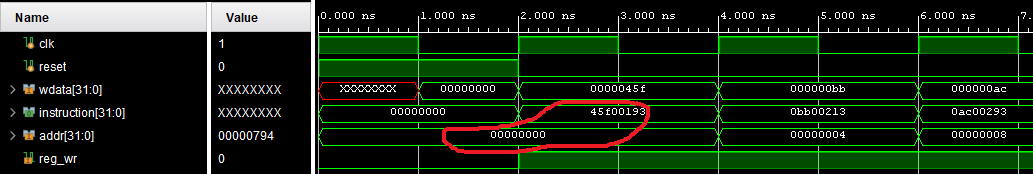 Name Value 0.000 ns 1.000 ns 2.000 ns 3.000 ns 4.000 ns 5.000 ns 6.000 ns 7.
clk 1
reset 0
wdata[31:0] XXXXXXXX XXXXXXXX 00000000 0000045f 000000bb 000000ac
instruction[31:0] XXXXXXXX 00000000 45f00193 0bb00213 0ac00293
addr[31:0] 00000794 00000000 00000004 00000008
reg_wr 0